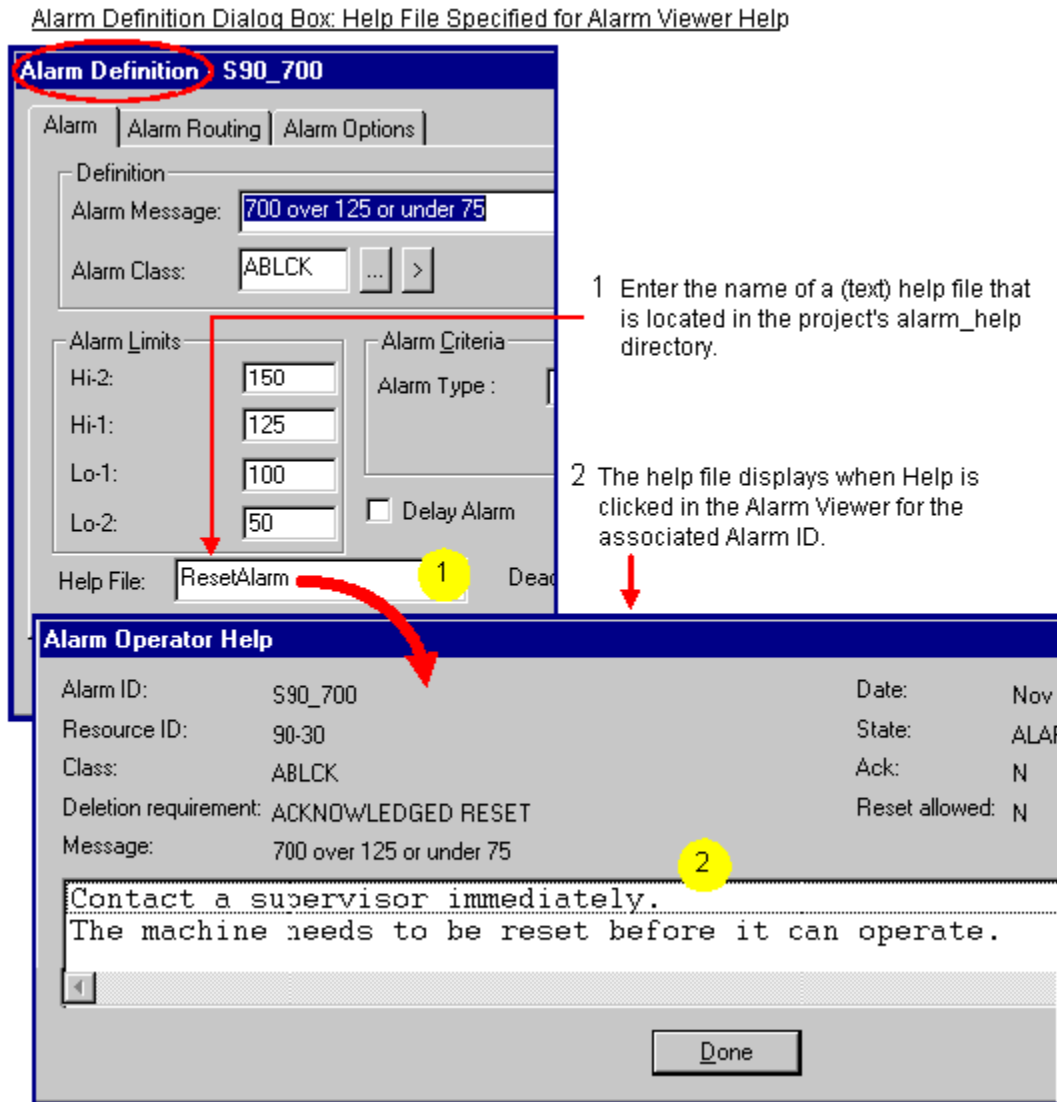 Alarm Definition Dialog Box: Help File Specified for Alarm Viewer Help
Alarm Definition - S90_700
Alarm Alarm Routing Alarm Options
Definition
Alarm Message: 700 over 125 or under 75
Alarm Class: ABLCK ... >
1 Enter the name of a (text) help file that
is located in the project's alarm_help
directory.
Alarm Limits
Hi-2: 150
Hi-1: 125
Lo-1: 100
Lo-2: 50
Alarm Criteria
Alarm Type :
Delay Alarm
2 The help file displays when Help is
clicked in the Alarm Viewer for the
associated Alarm ID.
Help File: ResetAlarm 1
Alarm Operator Help
Alarm ID: S90_700 Date: Nov
Resource ID: 90-30 State:
Class: ABLCK Ack: N
Deletion requirement: ACKNOWLEDGED RESET Reset allowed: N
Message: 700 over 125 or under 75
2
Contact a supervisor immediately.
The machine needs to be reset before it can operate.
Done